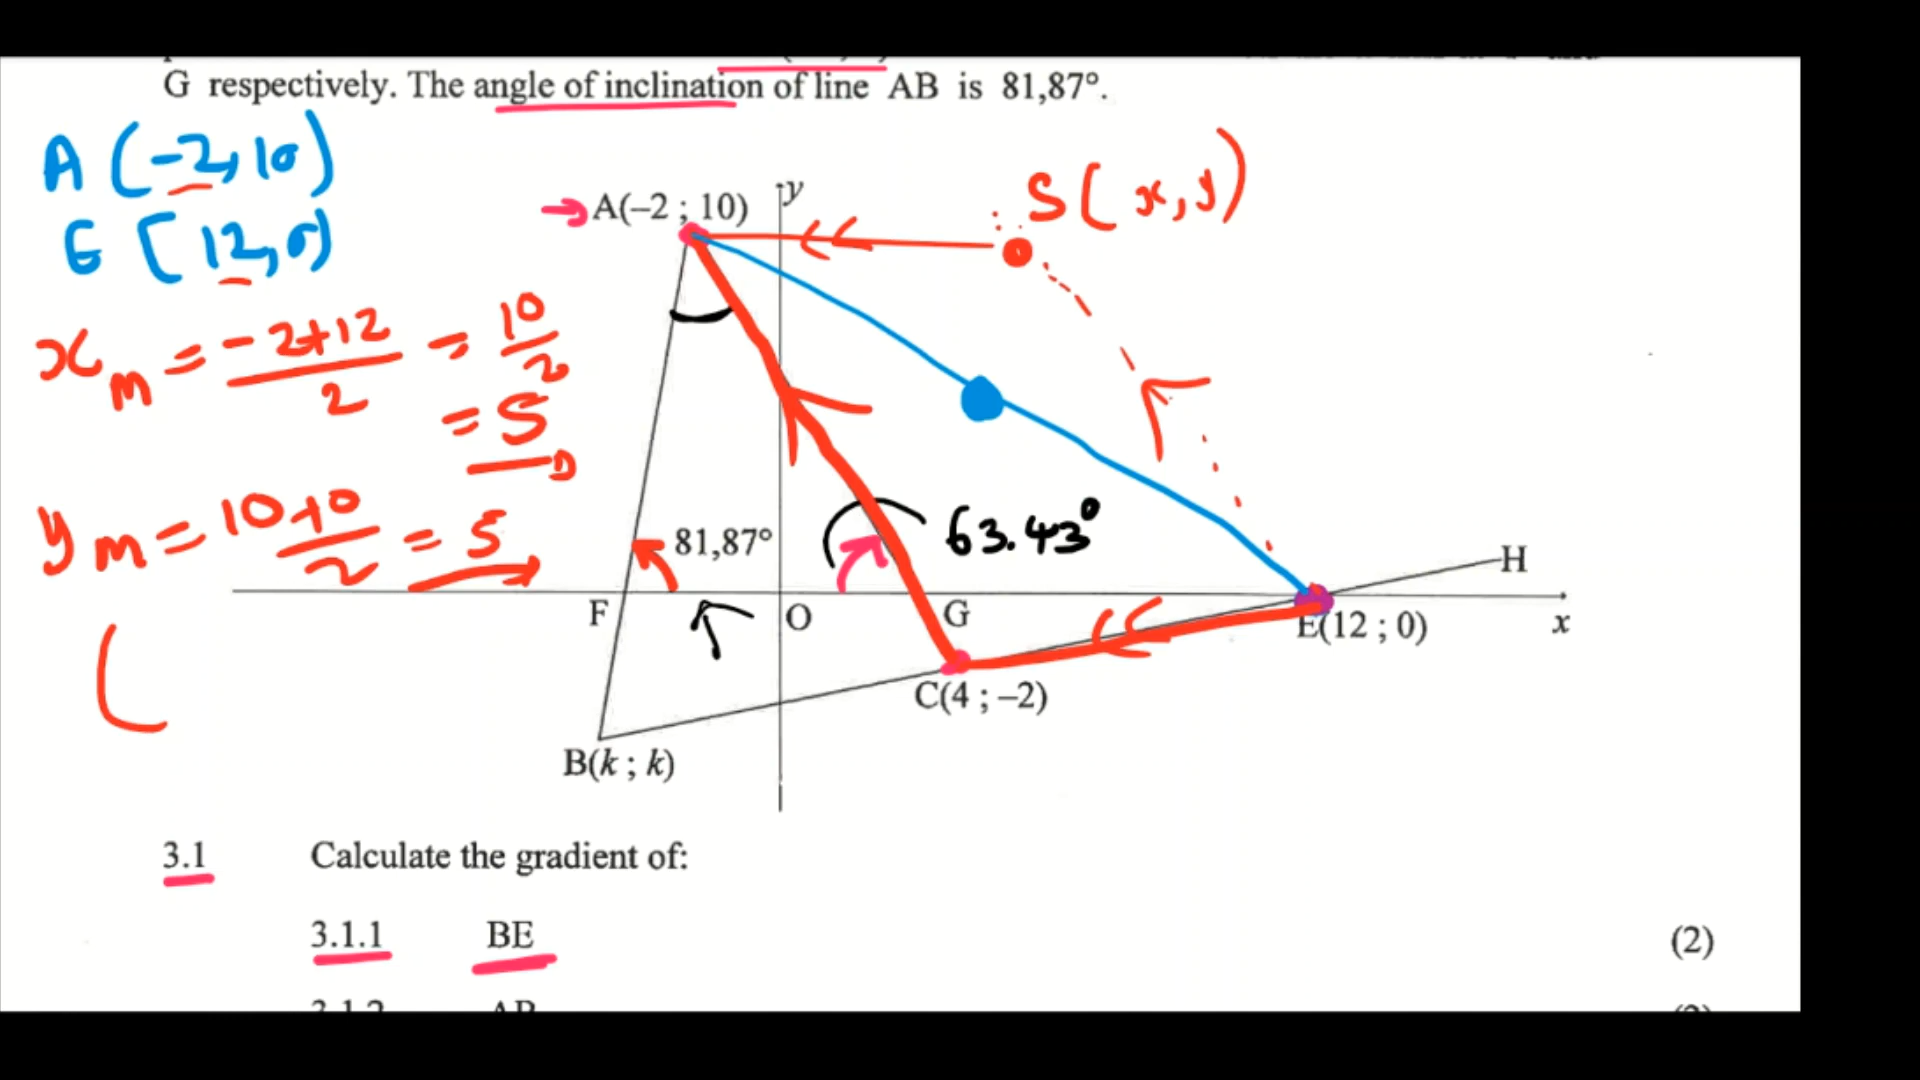 G respectively. The angle of inclination of line AB is 81,87°.
A (-2, 10)
E [12, 0)
S(x, y)
A(–2 ; 10)
y
x_m = -2+12/2 = 10/2
= 5
y_m = 10+0/2 = 5
(
81,87°
63.43°
H
F
O
G
E(12 ; 0)
x
C(4 ; –2)
B(k ; k)
3.1 Calculate the gradient of:
3.1.1 BE (2)